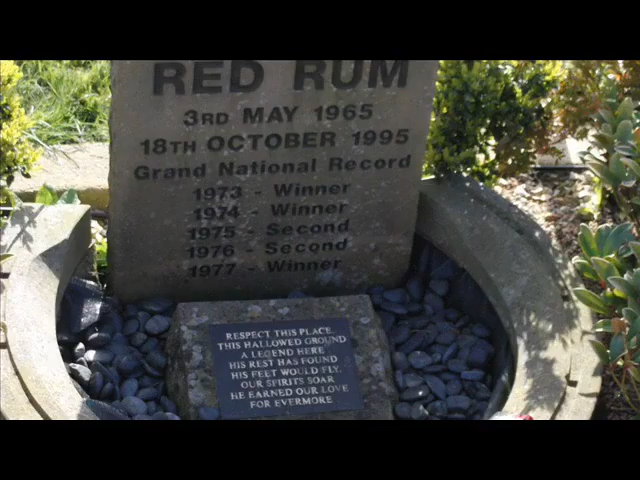 RED RUM
3RD MAY 1965
18TH OCTOBER 1995
Grand National Record
1973 - Winner
1974 - Winner
1975 - Second
1976 - Second
1977 - Winner
RESPECT THIS PLACE,
THIS HALLOWED GROUND
A LEGEND HERE,
HIS REST HAS FOUND
HIS FEET WOULD FLY,
OUR SPIRITS SOAR
HE EARNED OUR LOVE
FOR EVERMORE